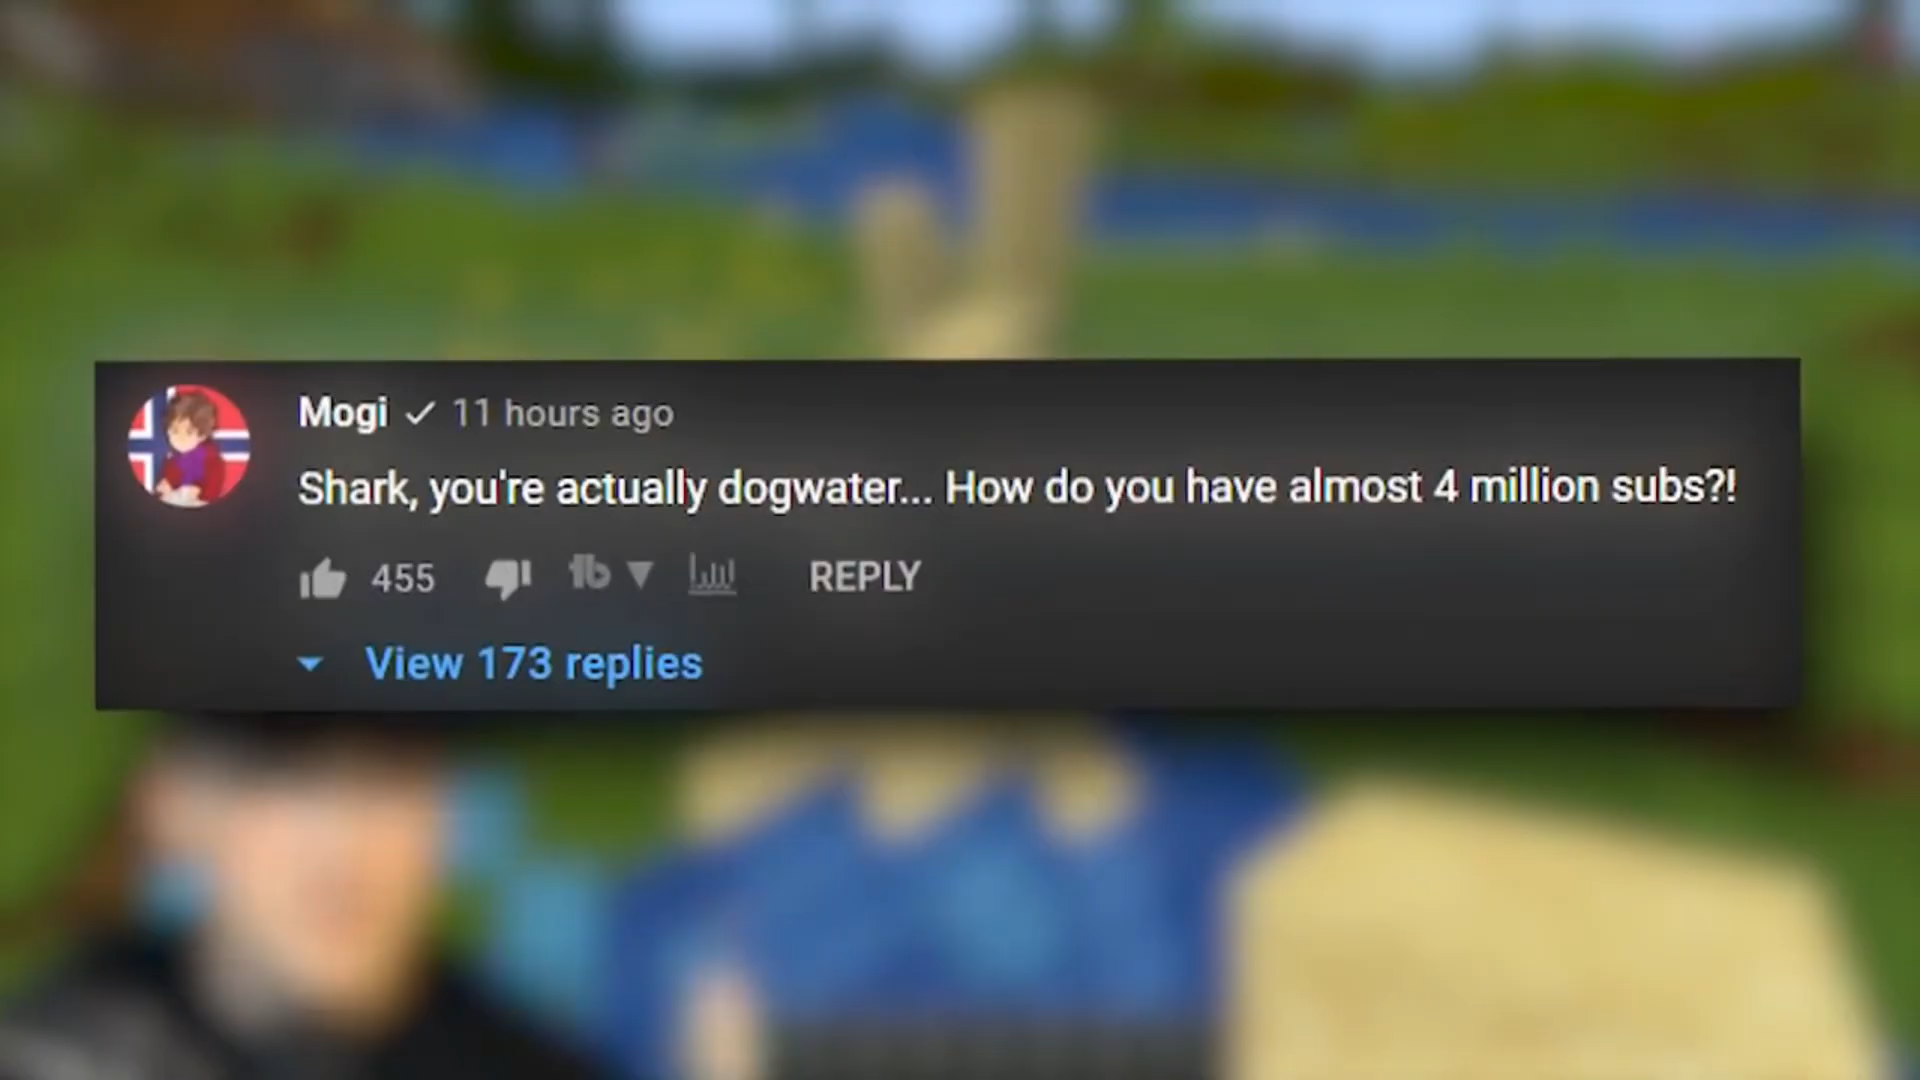 Mogi 11 hours ago
Shark, you're actually dogwater... How do you have almost 4 million subs?!
455 REPLY
View 173 replies